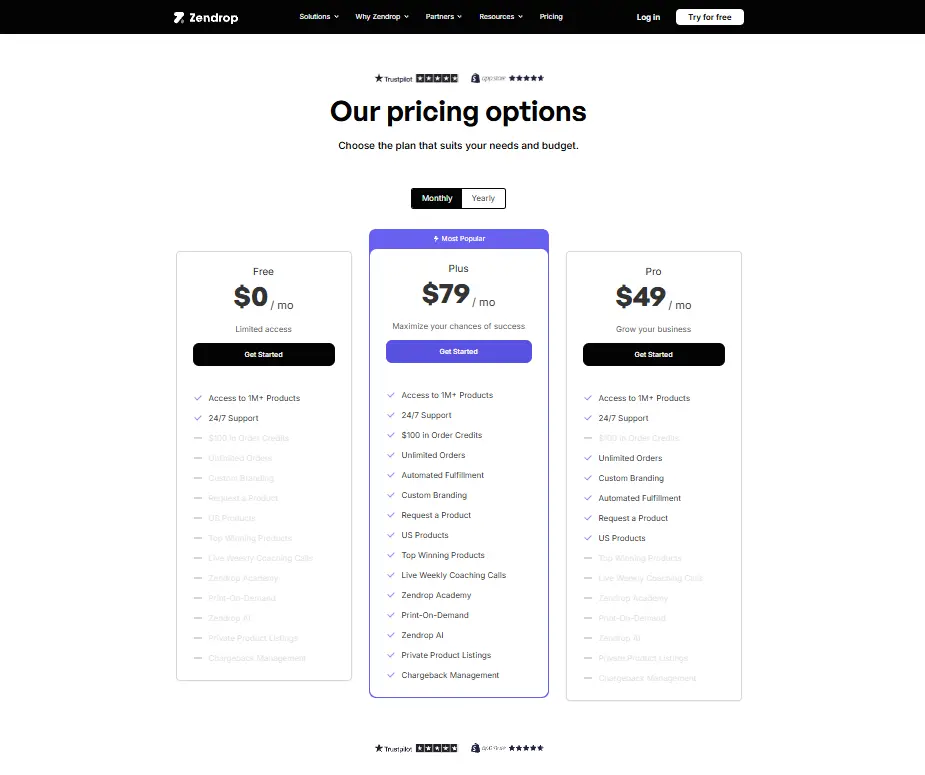 Zendrop
Solutions
Why Zendrop
Partners
Resources
Pricing
Log in
Try for free
Trustpilot
app store
Our pricing options
Choose the plan that suits your needs and budget.
Monthly
Yearly
Free
$0 / mo
Limited access
Get Started
Access to 1M+ Products
24/7 Support
$100 in Order Credits
Unlimited Orders
Custom Branding
Request a Product
US Products
Top Winning Products
Live Weekly Coaching Calls
Zendrop Academy
Print-On-Demand
Zendrop AI
Private Product Listings
Chargeback Management
Most Popular
Plus
$79 / mo
Maximize your chances of success
Get Started
Access to 1M+ Products
24/7 Support
$100 in Order Credits
Unlimited Orders
Automated Fulfillment
Custom Branding
Request a Product
US Products
Top Winning Products
Live Weekly Coaching Calls
Zendrop Academy
Print-On-Demand
Zendrop AI
Private Product Listings
Chargeback Management
Pro
$49 / mo
Grow your business
Get Started
Access to 1M+ Products
24/7 Support
$100 in Order Credits
Unlimited Orders
Custom Branding
Automated Fulfillment
Request a Product
US Products
Top Winning Products
Live Weekly Coaching Calls
Zendrop Academy
Print-On-Demand
Zendrop AI
Private Product Listings
Chargeback Management
Trustpilot
app store